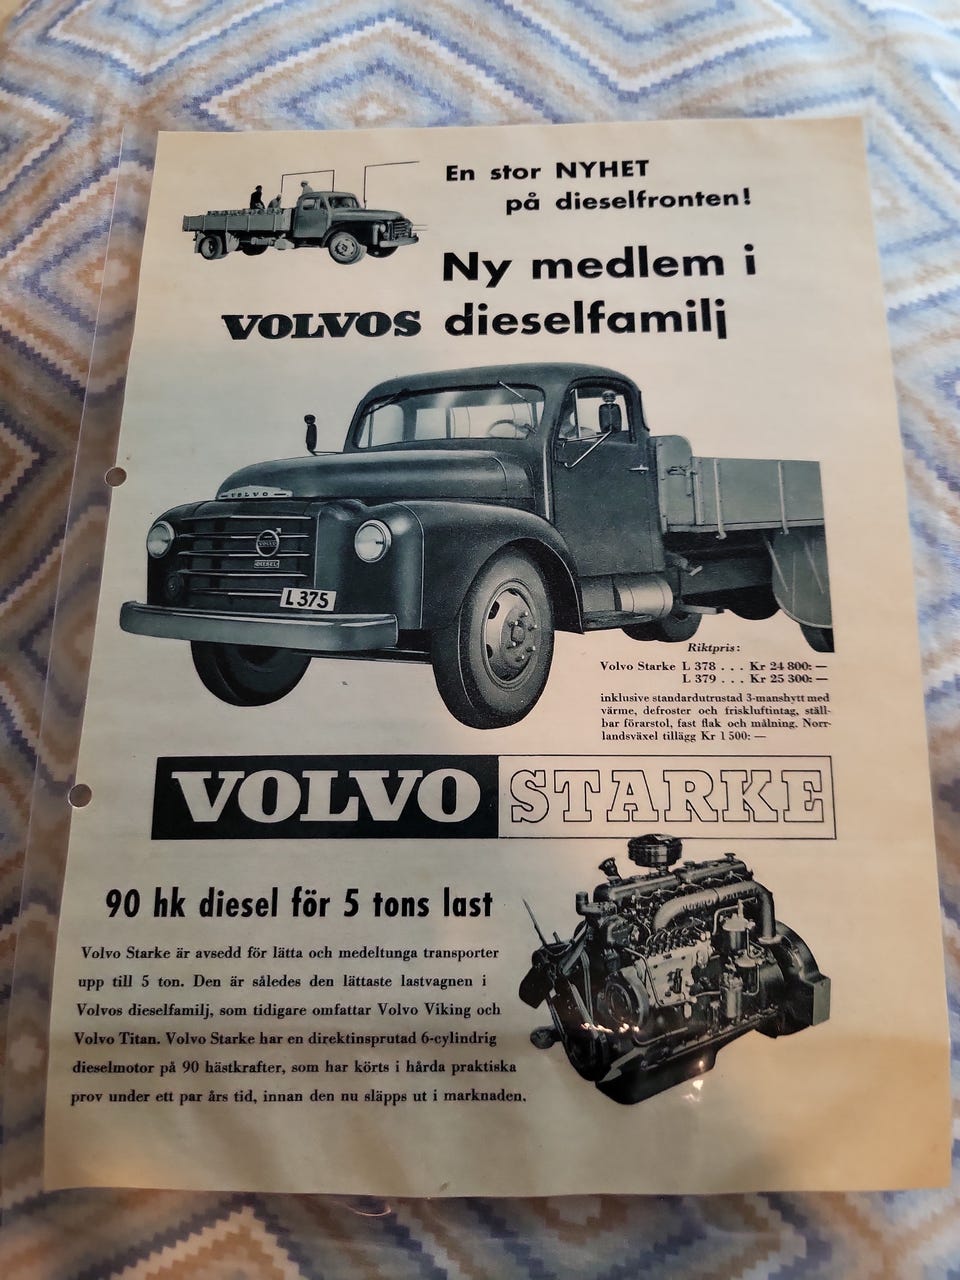 En stor NYHET
på dieselfronten!
Ny medlem i
VOLVOS dieselfamilj
VOLVO
VOLVO
DIESEL
L 375
Riktpris:
Volvo Starke L 378 . . . Kr 24 800: —
L 379 . . . Kr 25 300: —
inklusive standardutrustad 3-manshytt med
värme, defroster och friskluftintag, ställ-
bar förarstol, fast flak och målning. Norr-
landsväxel tillägg Kr 1 500: —
VOLVO STARKE
90 hk diesel för 5 tons last
Volvo Starke är avsedd för lätta och medeltunga transporter
upp till 5 ton. Den är således den lättaste lastvagnen i
Volvos dieselfamilj, som tidigare omfattar Volvo Viking och
Volvo Titan. Volvo Starke har en direktinsprutad 6-cylindrig
dieselmotor på 90 hästkrafter, som har körts i hårda praktiska
prov under ett par års tid, innan den nu släpps ut i marknaden.